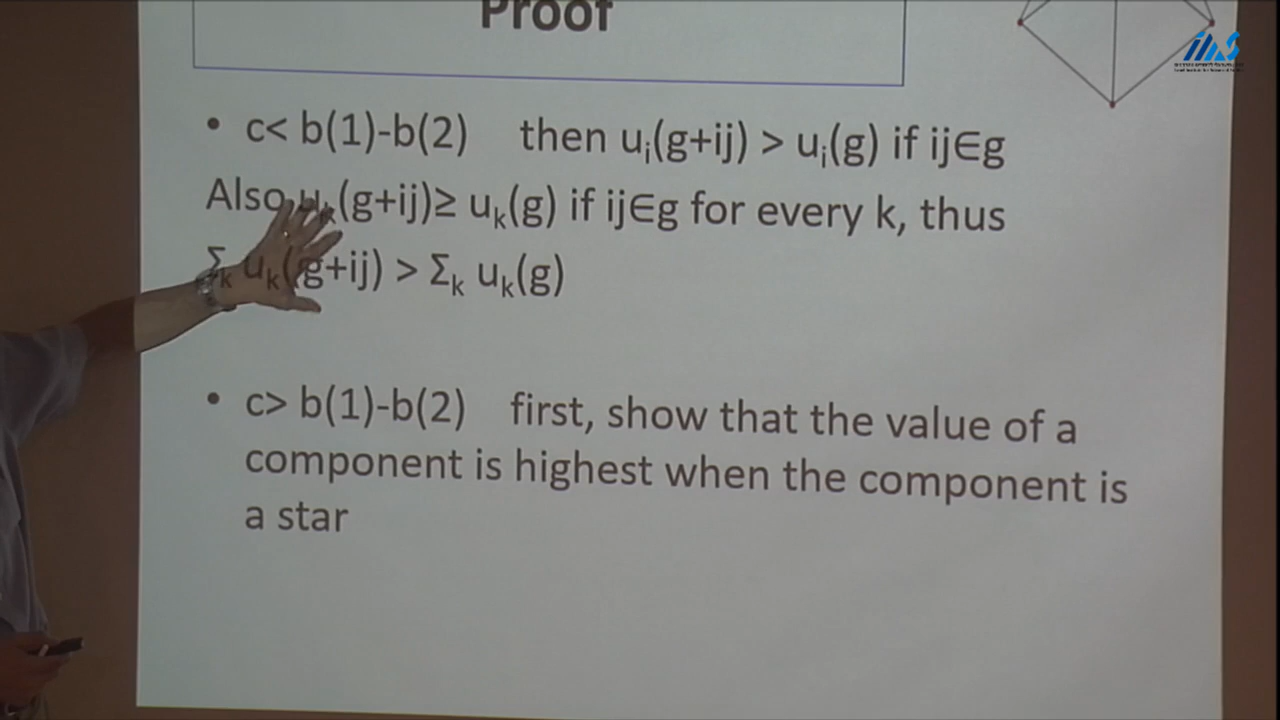 Proof
• c< b(1)-b(2) then uᵢ(g+ij) > uᵢ(g) if ij∈g
Also uₖ(g+ij)≥ uₖ(g) if ij∈g for every k, thus
Σₖ uₖ(g+ij) > Σₖ uₖ(g)
• c> b(1)-b(2) first, show that the value of a
component is highest when the component is
a star